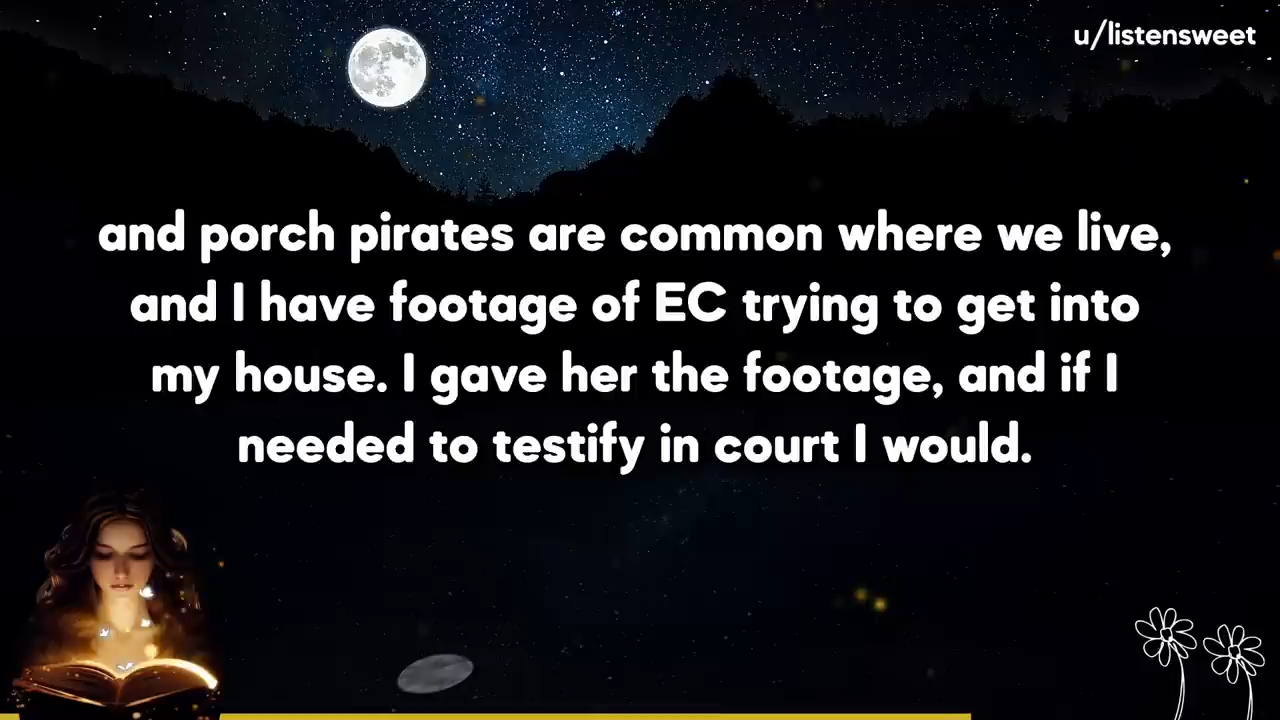 u/listensweet
and porch pirates are common where we live,
and I have footage of EC trying to get into
my house. I gave her the footage, and if I
needed to testify in court I would.